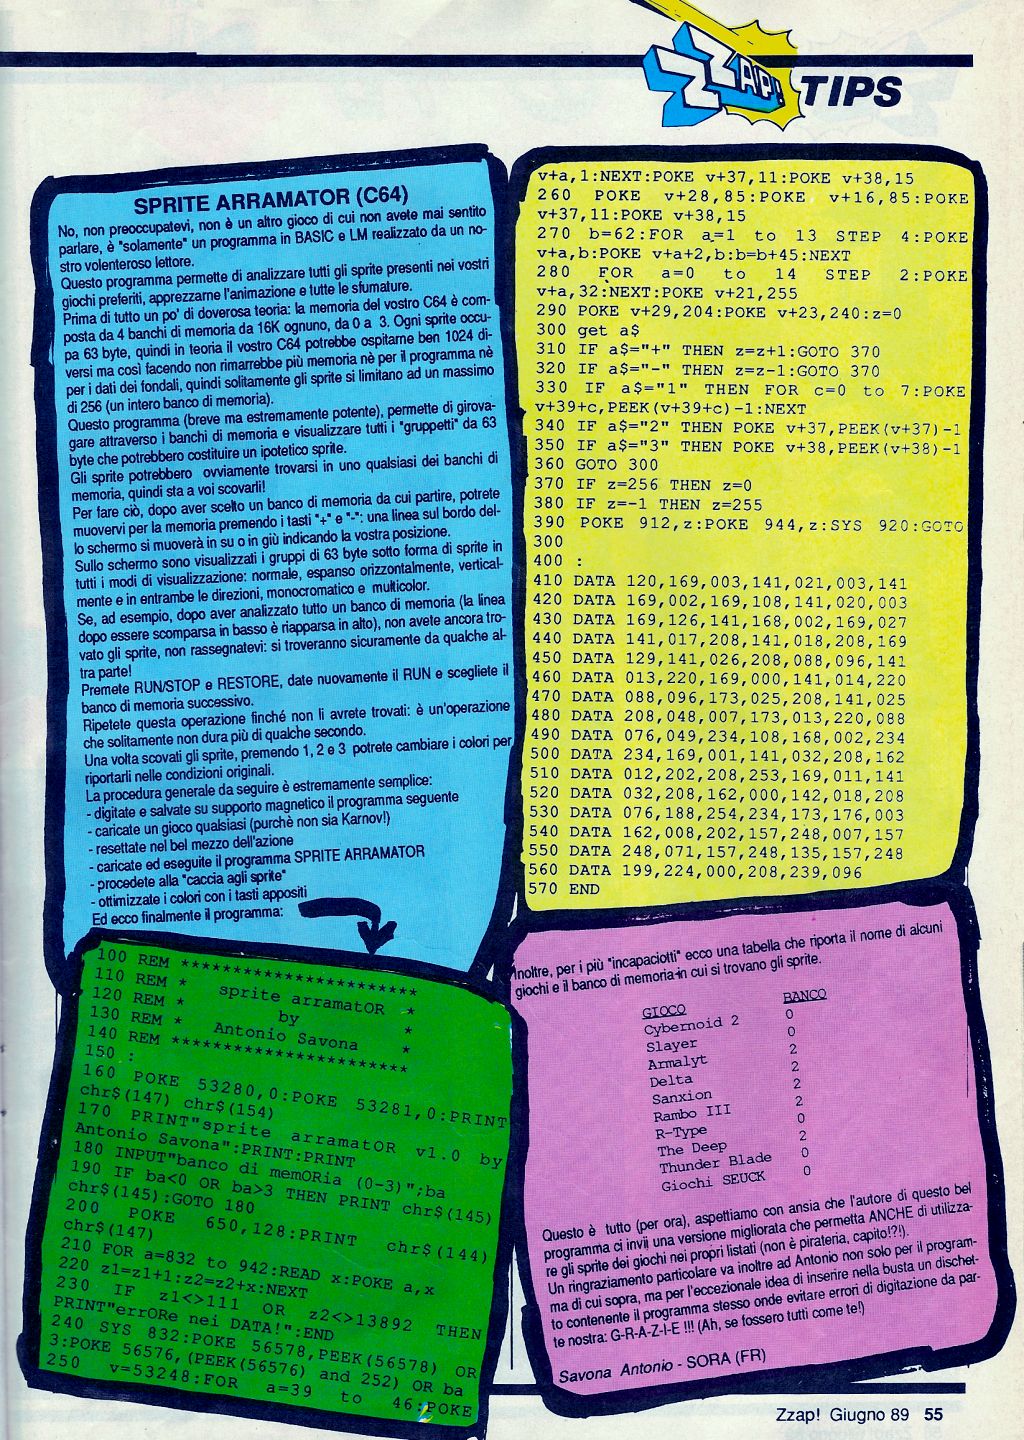 ZZAP! TIPS
SPRITE ARRAMATOR (C64)
No, non preoccupatevi, non è un altro gioco di cui non avete mai sentito
parlare, è "solamente" un programma in BASIC e LM realizzato da un no-
stro volenteroso lettore.
Questo programma permette di analizzare tutti gli sprite presenti nei vostri
giochi preferiti, apprezzarne l'animazione e tutte le sfumature.
Prima di tutto un po' di doverosa teoria: la memoria del vostro C64 è com-
posta da 4 banchi di memoria da 16K ognuno, da 0 a 3. Ogni sprite occu-
pa 63 byte, quindi in teoria il vostro C64 potrebbe ospitarne ben 1024 di-
versi ma così facendo non rimarrebbe più memoria nè per il programma nè
per i dati dei fondali, quindi solitamente gli sprite si limitano ad un massimo
di 256 (un intero banco di memoria).
Questo programma (breve ma estremamente potente), permette di girova-
gare attraverso i banchi di memoria e visualizzare tutti i "gruppetti" da 63
byte che potrebbero costituire un ipotetico sprite.
Gli sprite potrebbero ovviamente trovarsi in uno qualsiasi dei banchi di
memoria, quindi sta a voi scovarli!
Per fare ciò, dopo aver scelto un banco di memoria da cui partire, potrete
muovervi per la memoria premendo i tasti "+" e "-": una linea sul bordo del-
lo schermo si muoverà in su o in giù indicando la vostra posizione.
Sullo schermo sono visualizzati i gruppi di 63 byte sotto forma di sprite in
tutti i modi di visualizzazione: normale, espanso orizzontalmente, vertical-
mente e in entrambe le direzioni, monocromatico e multicolor.
Se, ad esempio, dopo aver analizzato tutto un banco di memoria (la linea
dopo essere scomparsa in basso è riapparsa in alto), non avete ancora tro-
vato gli sprite, non rassegnatevi: si troveranno sicuramente da qualche al-
tra parte!
Premete RUN/STOP e RESTORE, date nuovamente il RUN e scegliete il
banco di memoria successivo.
Ripetete questa operazione finché non li avrete trovati: è un'operazione
che solitamente non dura più di qualche secondo.
Una volta scovati gli sprite, premendo 1, 2 e 3 potrete cambiare i colori per
riportarli nelle condizioni originali.
La procedura generale da seguire è estremamente semplice:
- digitate e salvate su supporto magnetico il programma seguente
- caricate un gioco qualsiasi (purchè non sia Karnov!)
- resettate nel bel mezzo dell'azione
- caricate ed eseguite il programma SPRITE ARRAMATOR
- procedete alla "caccia agli sprite"
- ottimizzate i colori con i tasti appositi
Ed ecco finalmente il programma:
100 REM ***********************
110 REM * sprite arramatOR *
120 REM * by *
130 REM * Antonio Savona *
140 REM ***********************
150 :
160 POKE 53280,0:POKE 53281,0:PRINT
chr$(147) chr$(154)
170 PRINT"sprite arramatOR v1.0 by
Antonio Savona":PRINT:PRINT
180 INPUT"banco di memORia (0-3)";ba
190 IF ba<0 OR ba>3 THEN PRINT chr$(145)
chr$(145):GOTO 180
200 POKE 650,128:PRINT chr$(144)
chr$(147)
210 FOR a=832 to 942:READ x:POKE a,x
220 z1=z1+1:z2=z2+x:NEXT
230 IF z1<>111 OR z2<>13892 THEN
PRINT"errORe nei DATA!":END
240 SYS 832:POKE 56578,PEEK(56578) OR
3:POKE 56576,(PEEK(56576) and 252) OR ba
250 v=53248:FOR a=39 to 46:POKE
v+a,1:NEXT:POKE v+37,11:POKE v+38,15
260 POKE v+28,85:POKE v+16,85:POKE
v+37,11:POKE v+38,15
270 b=62:FOR a=1 to 13 STEP 4:POKE
v+a,b:POKE v+a+2,b:b=b+45:NEXT
280 FOR a=0 to 14 STEP 2:POKE
v+a,32:NEXT:POKE v+21,255
290 POKE v+29,204:POKE v+23,240:z=0
300 get a$
310 IF a$="+" THEN z=z+1:GOTO 370
320 IF a$="-" THEN z=z-1:GOTO 370
330 IF a$="1" THEN FOR c=0 to 7:POKE
v+39+c,PEEK(v+39+c)-1:NEXT
340 IF a$="2" THEN POKE v+37,PEEK(v+37)-1
350 IF a$="3" THEN POKE v+38,PEEK(v+38)-1
360 GOTO 300
370 IF z=256 THEN z=0
380 IF z=-1 THEN z=255
390 POKE 912,z:POKE 944,z:SYS 920:GOTO
300
400 :
410 DATA 120,169,003,141,021,003,141
420 DATA 169,002,169,108,141,020,003
430 DATA 169,126,141,168,002,169,027
440 DATA 141,017,208,141,018,208,169
450 DATA 129,141,026,208,088,096,141
460 DATA 013,220,169,000,141,014,220
470 DATA 088,096,173,025,208,141,025
480 DATA 208,048,007,173,013,220,088
490 DATA 076,049,234,108,168,002,234
500 DATA 234,169,001,141,032,208,162
510 DATA 012,202,208,253,169,011,141
520 DATA 032,208,162,000,142,018,208
530 DATA 076,188,254,234,173,176,003
540 DATA 162,008,202,157,248,007,157
550 DATA 248,071,157,248,135,157,248
560 DATA 199,224,000,208,239,096
570 END
Inoltre, per i più "incapaciotti" ecco una tabella che riporta il nome di alcuni
giochi e il banco di memoria in cui si trovano gli sprite.
GIOCO BANCO
Cybernoid 2 0
Slayer 0
Armalyt 2
Delta 2
Sanxion 2
Rambo III 2
R-Type 0
The Deep 2
Thunder Blade 0
Giochi SEUCK 0
Questo è tutto (per ora), aspettiamo con ansia che l'autore di questo bel
programma ci invij una versione migliorata che permetta ANCHE di utilizza-
re gli sprite dei giochi nei propri listati (non è pirateria, capito!?!).
Un ringraziamento particolare va inoltre ad Antonio non solo per il program-
ma di cui sopra, ma per l'eccezionale idea di inserire nella busta un dischet-
to contenente il programma stesso onde evitare errori di digitazione da par-
te nostra: G-R-A-Z-I-E !!! (Ah, se fossero tutti come te!)
Savona Antonio - SORA (FR)
Zzap! Giugno 89 55